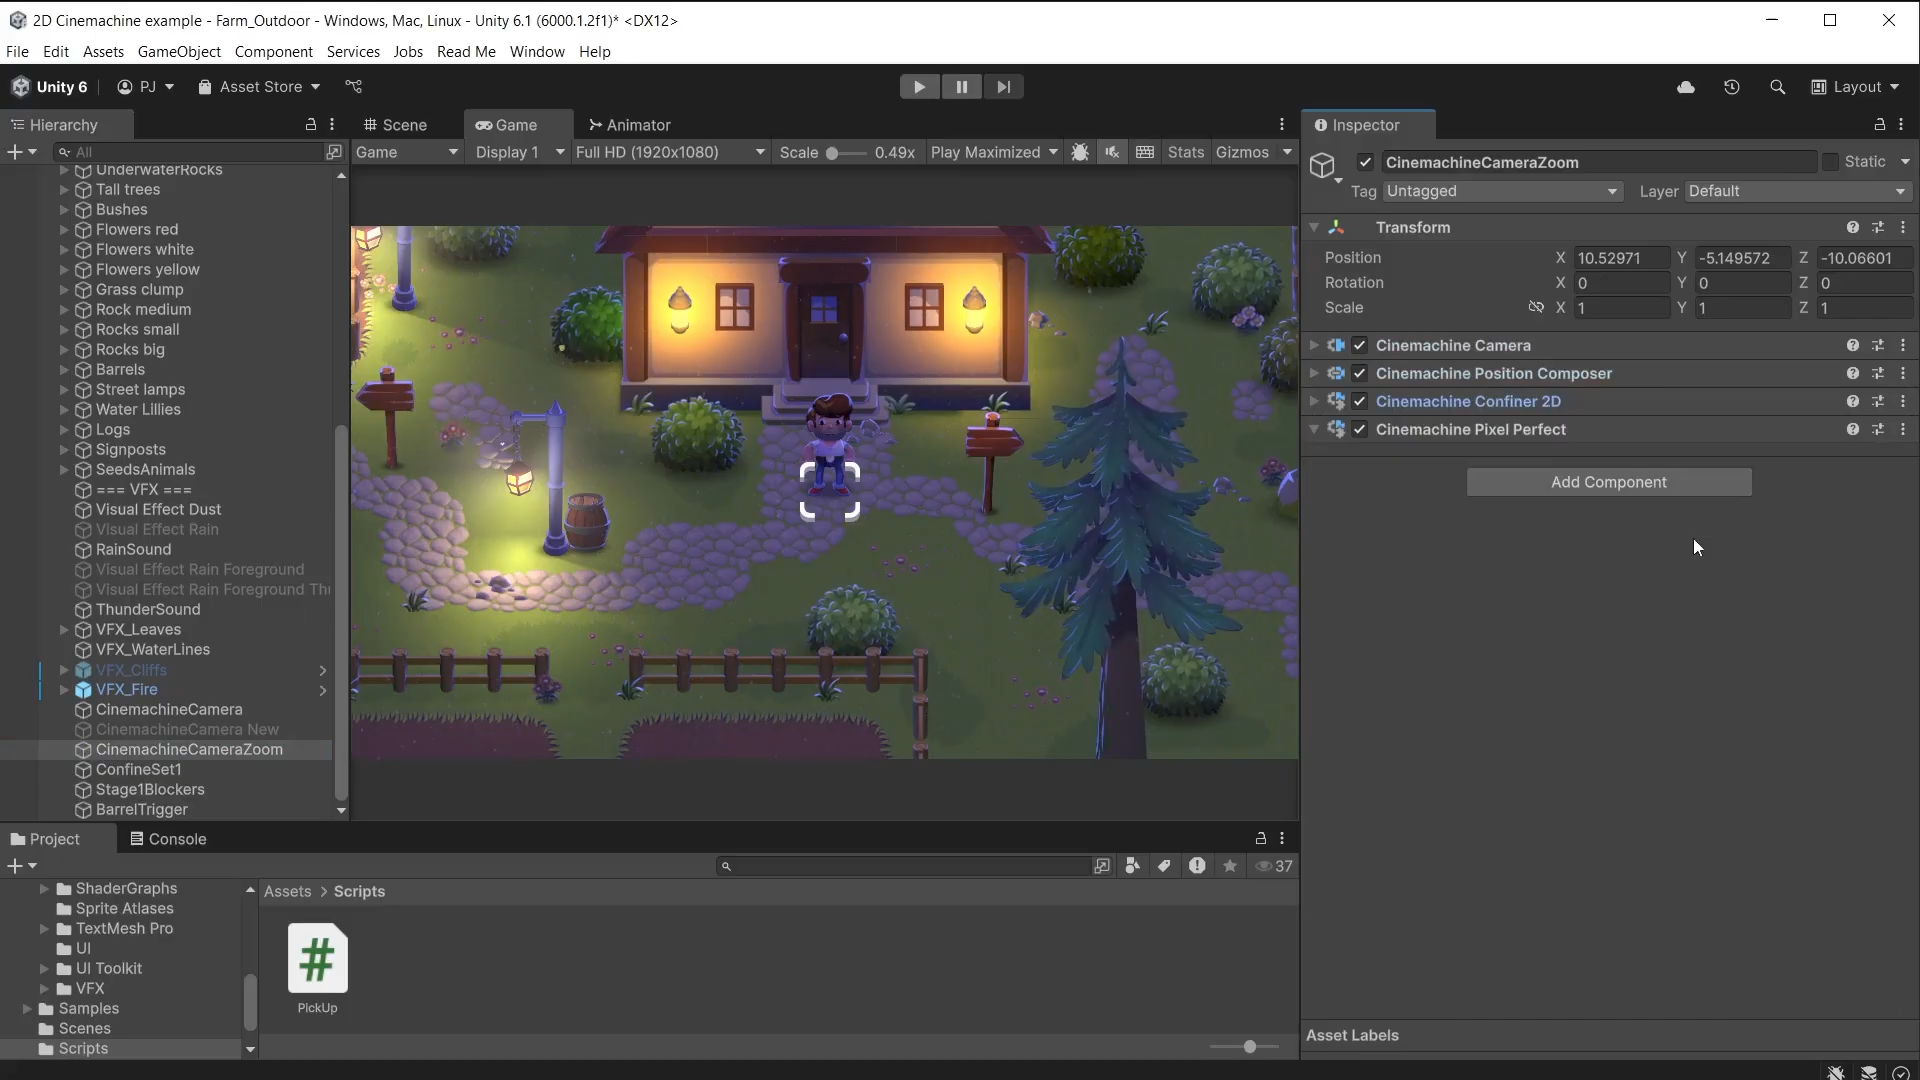 2D Cinemachine example - Farm_Outdoor - Windows, Mac, Linux - Unity 6.1 (6000.1.2f1)* <DX12>
File Edit Assets GameObject Component Services Jobs Read Me Window Help
Unity 6 PJ Asset Store Layout
Hierarchy
Scene Game Animator
Inspector
All
Game Display 1 Full HD (1920x1080) Scale 0.49x Play Maximized Stats Gizmos
CinemachineCameraZoom Static
Tag Untagged Layer Default
Transform
Position X 10.52971 Y -5.149572 Z -10.06601
Rotation X 0 Y 0 Z 0
Scale X 1 Y 1 Z 1
Cinemachine Camera
Cinemachine Position Composer
Cinemachine Confiner 2D
Cinemachine Pixel Perfect
Add Component
UnderwaterRocks
Tall trees
Bushes
Flowers red
Flowers white
Flowers yellow
Grass clump
Rock medium
Rocks small
Rocks big
Barrels
Street lamps
Water Lillies
Logs
Signposts
SeedsAnimals
=== VFX ===
Visual Effect Dust
Visual Effect Rain
RainSound
Visual Effect Rain Foreground
Visual Effect Rain Foreground Thu
ThunderSound
VFX_Leaves
VFX_WaterLines
VFX_Cliffs
VFX_Fire
CinemachineCamera
CinemachineCamera New
CinemachineCameraZoom
ConfineSet1
Stage1Blockers
BarrelTrigger
Project Console
37
ShaderGraphs
Sprite Atlases
TextMesh Pro
UI
UI Toolkit
VFX
Samples
Scenes
Scripts
Assets > Scripts
#
PickUp
Asset Labels